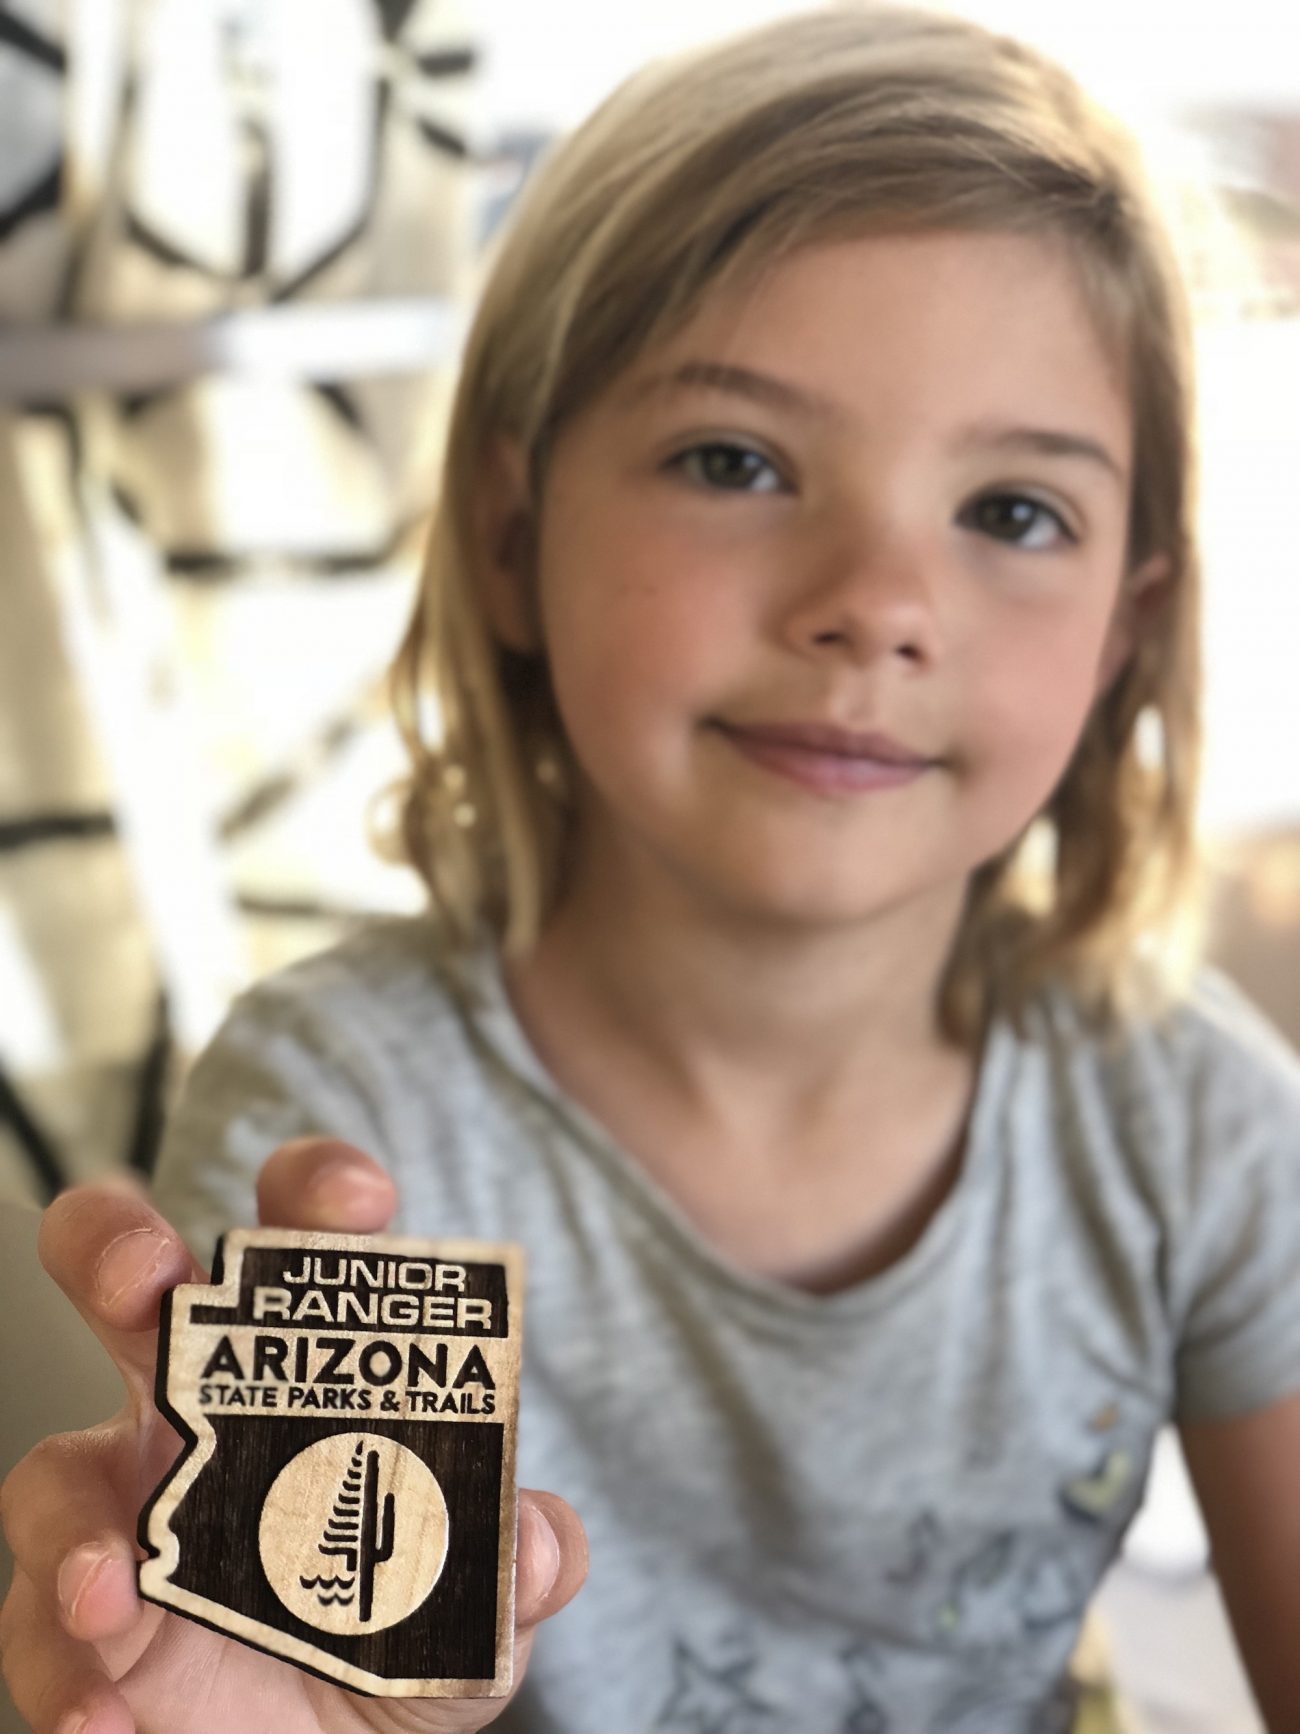 JUNIOR
RANGER
ARIZONA
STATE PARKS & TRAILS